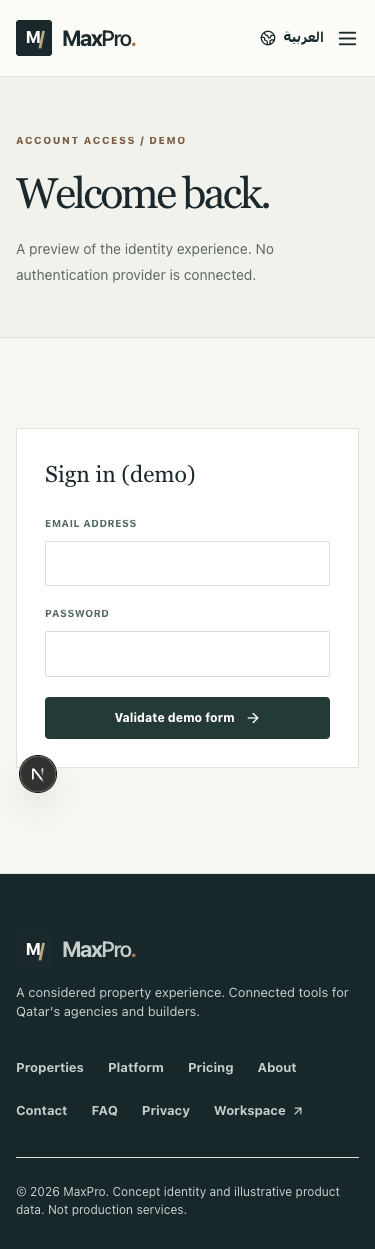 M/ MaxPro.
العربية
ACCOUNT ACCESS / DEMO
Welcome back.
A preview of the identity experience. No
authentication provider is connected.
Sign in (demo)
EMAIL ADDRESS
PASSWORD
Validate demo form →
N
M/ MaxPro.
A considered property experience. Connected tools for
Qatar's agencies and builders.
Properties Platform Pricing About
Contact FAQ Privacy Workspace ↗
© 2026 MaxPro. Concept identity and illustrative product
data. Not production services.